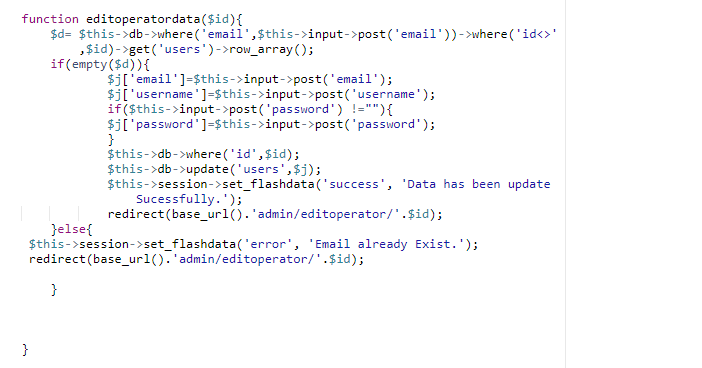 function editoperatordata($id){
$d= $this->db->where('email',$this->input->post('email'))->where('id<>'
,$id)->get('users')->row_array();
if(empty($d)){
$j['email']=$this->input->post('email');
$j['username']=$this->input->post('username');
if($this->input->post('password') !=""){
$j['password']=$this->input->post('password');
}
$this->db->where('id',$id);
$this->db->update('users',$j);
$this->session->set_flashdata('success', 'Data has been update
Sucessfully.');
redirect(base_url().'admin/editoperator/'.$id);
}else{
$this->session->set_flashdata('error', 'Email already Exist.');
redirect(base_url().'admin/editoperator/'.$id);
}
}